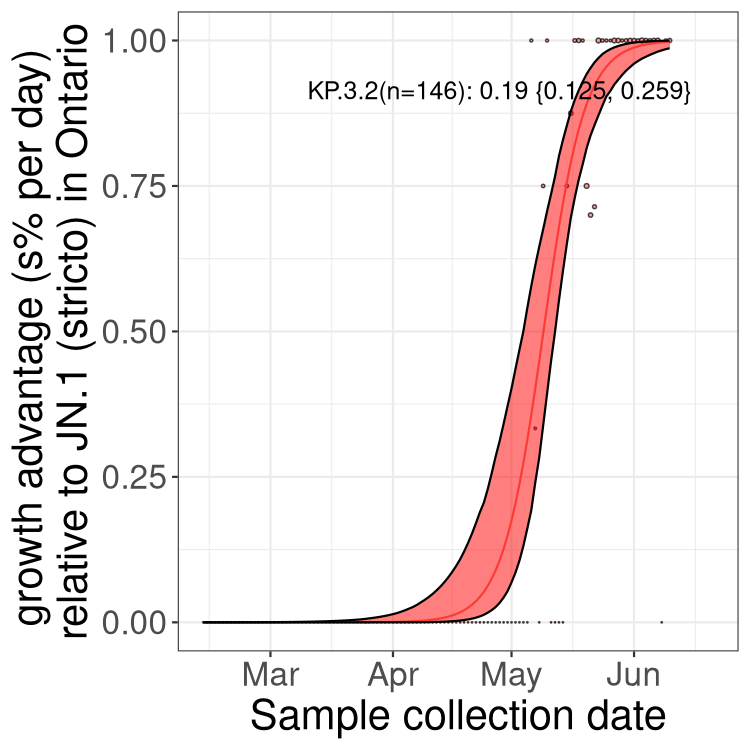 growth advantage (s% per day)
relative to JN.1 (stricto) in Ontario
1.00
0.75
0.50
0.25
0.00
KP.3.2(n=146): 0.19 {0.125, 0.259}
Mar Apr May Jun
Sample collection date